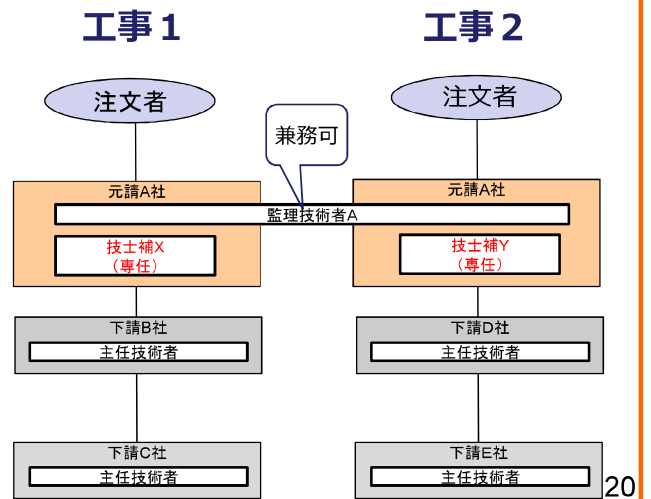 工事1
工事2
注文者
注文者
兼務可
元請A社
元請A社
監理技術者A
技士補X
（専任）
技士補Y
（専任）
下請B社
主任技術者
下請D社
主任技術者
下請C社
主任技術者
下請E社
主任技術者
20